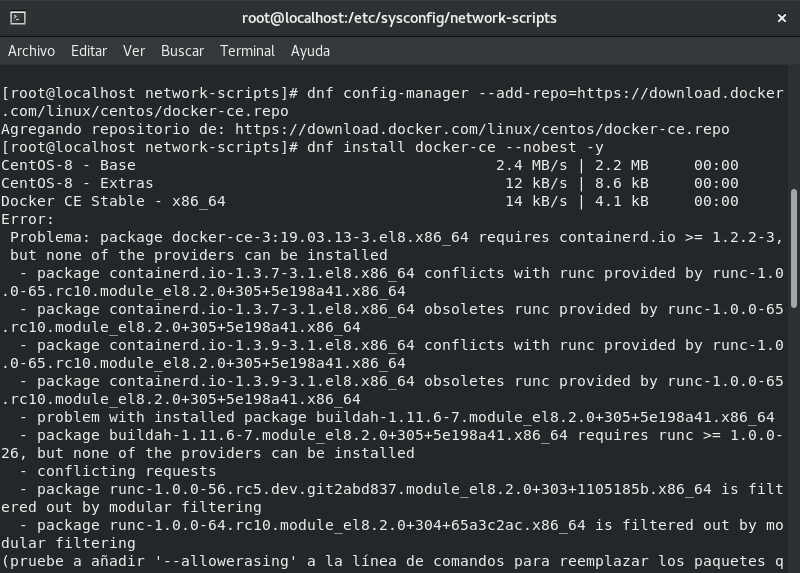 root@localhost:/etc/sysconfig/network-scripts
Archivo Editar Ver Buscar Terminal Ayuda
[root@localhost network-scripts]# dnf config-manager --add-repo=https://download.docker
.com/linux/centos/docker-ce.repo
Agregando repositorio de: https://download.docker.com/linux/centos/docker-ce.repo
[root@localhost network-scripts]# dnf install docker-ce --nobest -y
CentOS-8 - Base 2.4 MB/s | 2.2 MB 00:00
CentOS-8 - Extras 12 kB/s | 8.6 kB 00:00
Docker CE Stable - x86_64 14 kB/s | 4.1 kB 00:00
Error:
Problema: package docker-ce-3:19.03.13-3.el8.x86_64 requires containerd.io >= 1.2.2-3,
but none of the providers can be installed
- package containerd.io-1.3.7-3.1.el8.x86_64 conflicts with runc provided by runc-1.0
.0-65.rc10.module_el8.2.0+305+5e198a41.x86_64
- package containerd.io-1.3.7-3.1.el8.x86_64 obsoletes runc provided by runc-1.0.0-65
.rc10.module_el8.2.0+305+5e198a41.x86_64
- package containerd.io-1.3.9-3.1.el8.x86_64 conflicts with runc provided by runc-1.0
.0-65.rc10.module_el8.2.0+305+5e198a41.x86_64
- package containerd.io-1.3.9-3.1.el8.x86_64 obsoletes runc provided by runc-1.0.0-65
.rc10.module_el8.2.0+305+5e198a41.x86_64
- problem with installed package buildah-1.11.6-7.module_el8.2.0+305+5e198a41.x86_64
- package buildah-1.11.6-7.module_el8.2.0+305+5e198a41.x86_64 requires runc >= 1.0.0-
26, but none of the providers can be installed
- conflicting requests
- package runc-1.0.0-56.rc5.dev.git2abd837.module_el8.2.0+303+1105185b.x86_64 is filt
ered out by modular filtering
- package runc-1.0.0-64.rc10.module_el8.2.0+304+65a3c2ac.x86_64 is filtered out by mo
dular filtering
(pruebe a añadir '--allowerasing' a la línea de comandos para reemplazar los paquetes q